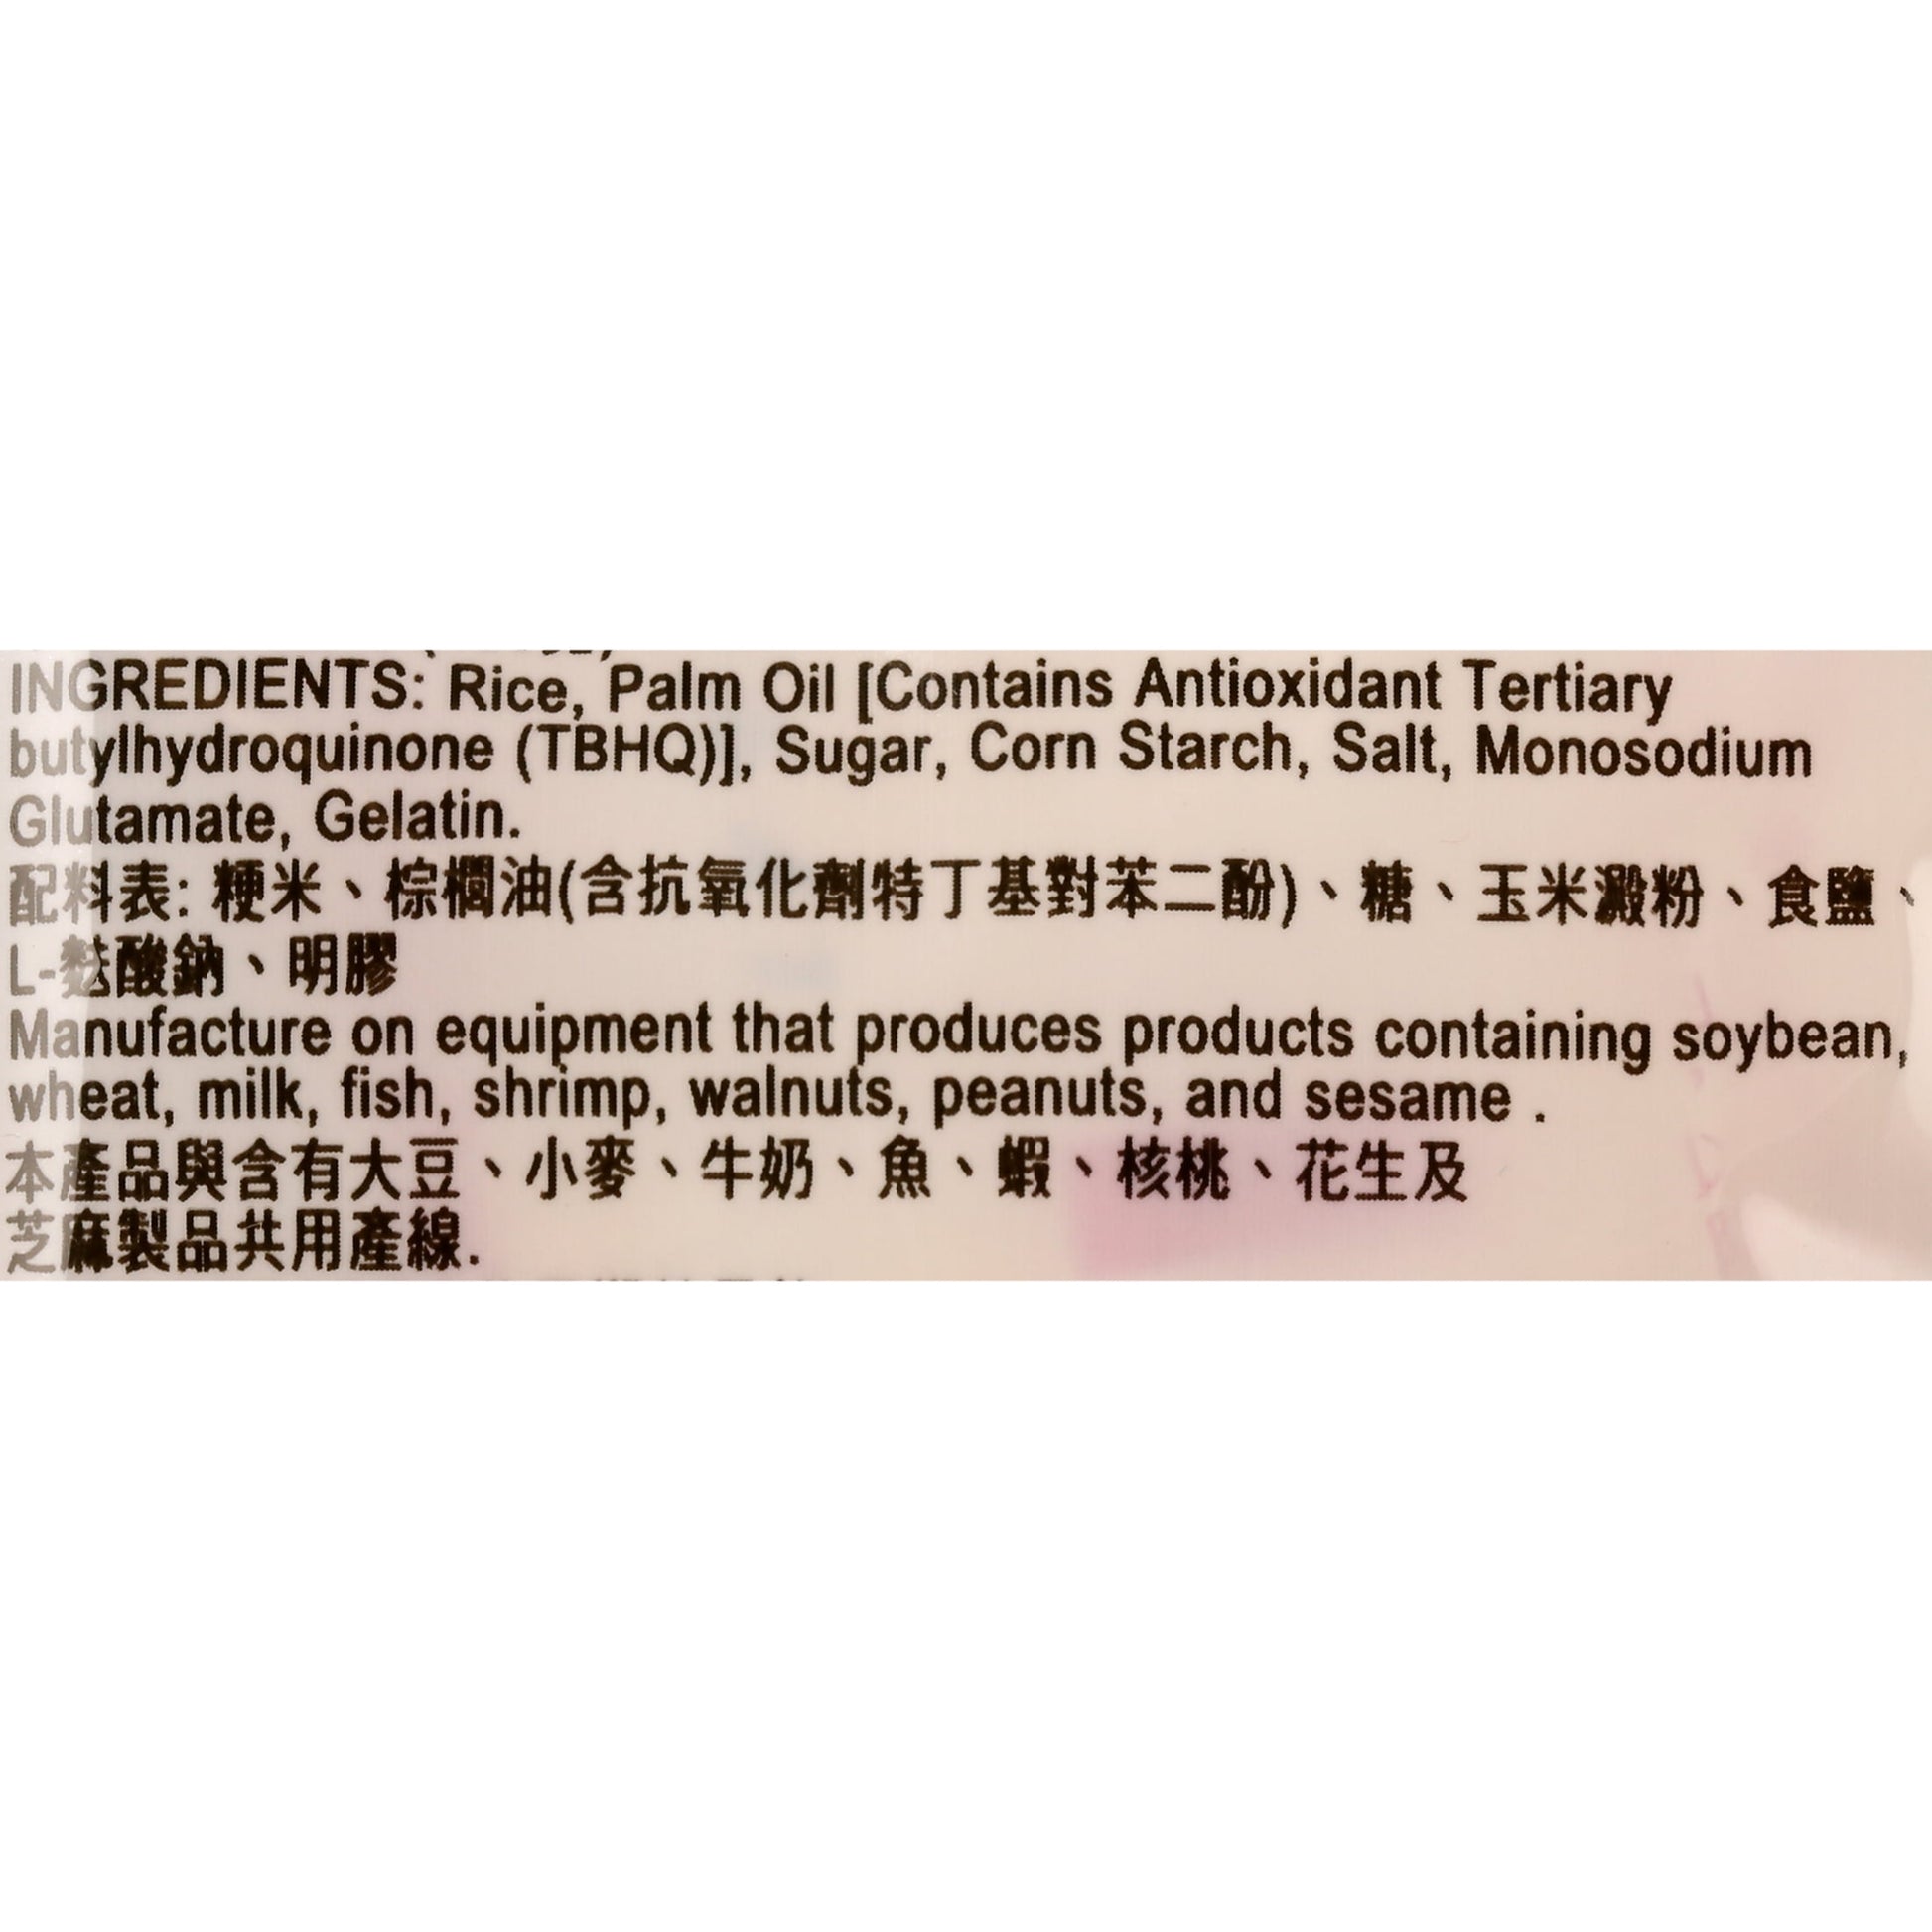 INGREDIENTS: Rice, Palm Oil [Contains Antioxidant Tertiary
butylhydroquinone (TBHQ)], Sugar, Corn Starch, Salt, Monosodium
Glutamate, Gelatin.
配料表: 粳米、棕櫚油(含抗氧化劑特丁基對苯二酚)、糖、玉米澱粉、食鹽、
L-麩酸鈉、明膠
Manufacture on equipment that produces products containing soybean,
wheat, milk, fish, shrimp, walnuts, peanuts, and sesame .
本產品與含有大豆、小麥、牛奶、魚、蝦、核桃、花生及
芝麻製品共用產線.